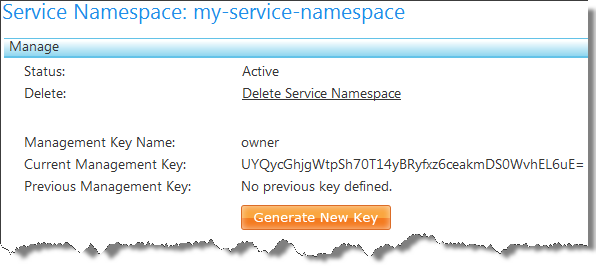 Service Namespace: my-service-namespace
Manage
Status: Active
Delete: Delete Service Namespace
Management Key Name: owner
Current Management Key: UYQycGhjgWtpSh70T14yBRyfxz6ceakmDS0WvhEL6uE=
Previous Management Key: No previous key defined.
Generate New Key